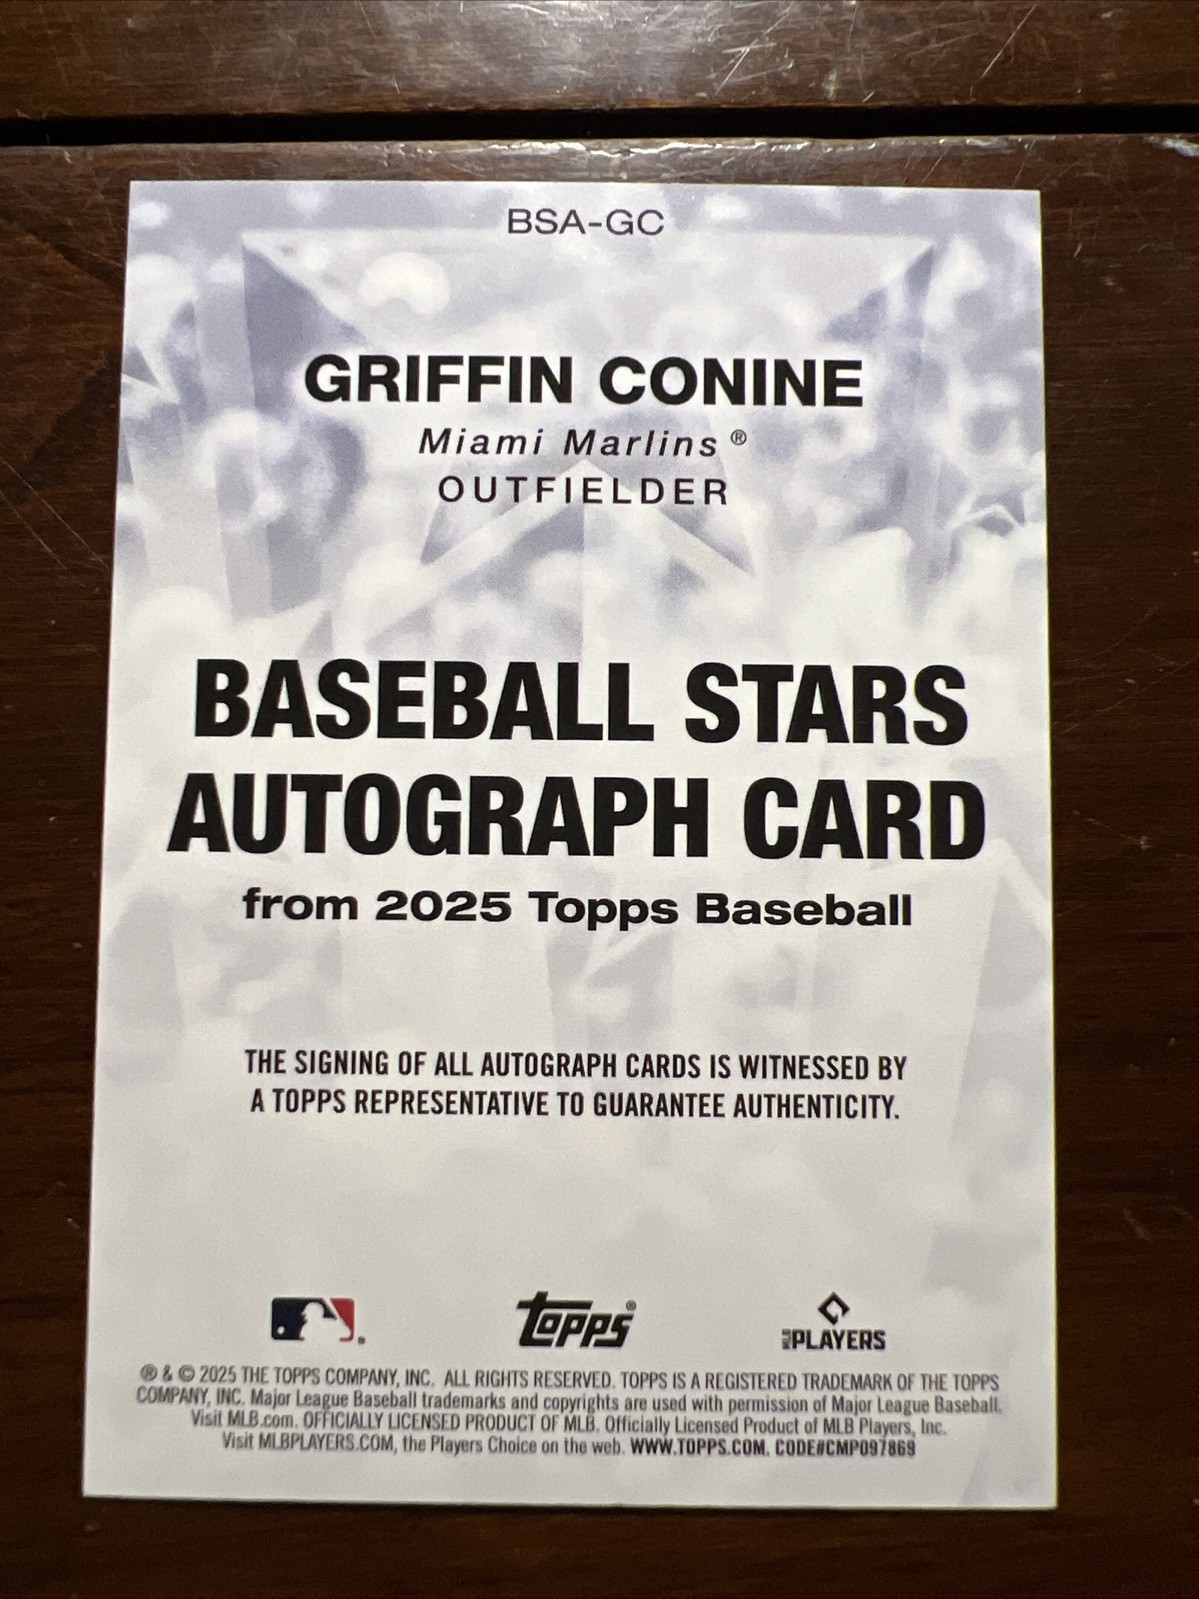 BSA-GC
GRIFFIN CONINE
Miami Marlins ®
OUTFIELDER
BASEBALL STARS
AUTOGRAPH CARD
from 2025 Topps Baseball
THE SIGNING OF ALL AUTOGRAPH CARDS IS WITNESSED BY
A TOPPS REPRESENTATIVE TO GUARANTEE AUTHENTICITY.
Topps®
PLAYERS
® & © 2025 THE TOPPS COMPANY, INC. ALL RIGHTS RESERVED. TOPPS IS A REGISTERED TRADEMARK OF THE TOPPS
COMPANY, INC. Major League Baseball trademarks and copyrights are used with permission of Major League Baseball.
Visit MLB.com. OFFICIALLY LICENSED PRODUCT OF MLB. Officially Licensed Product of MLB Players, Inc.
Visit MLBPLAYERS.COM, the Players Choice on the web. WWW.TOPPS.COM. CODE#CMP097869